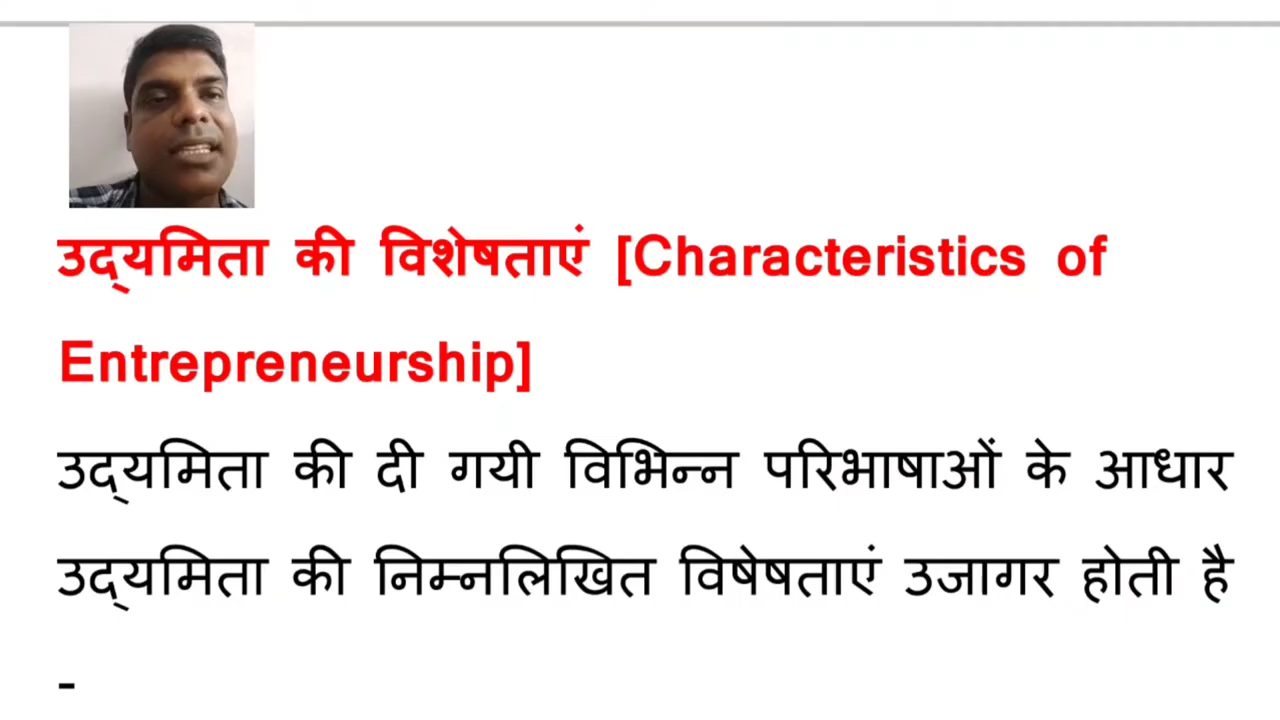 उद्यमिता की विशेषताएं [Characteristics of
Entrepreneurship]
उद्यमिता की दी गयी विभिन्न परिभाषाओं के आधार
उद्यमिता की निम्नलिखित विषेषताएं उजागर होती है
-